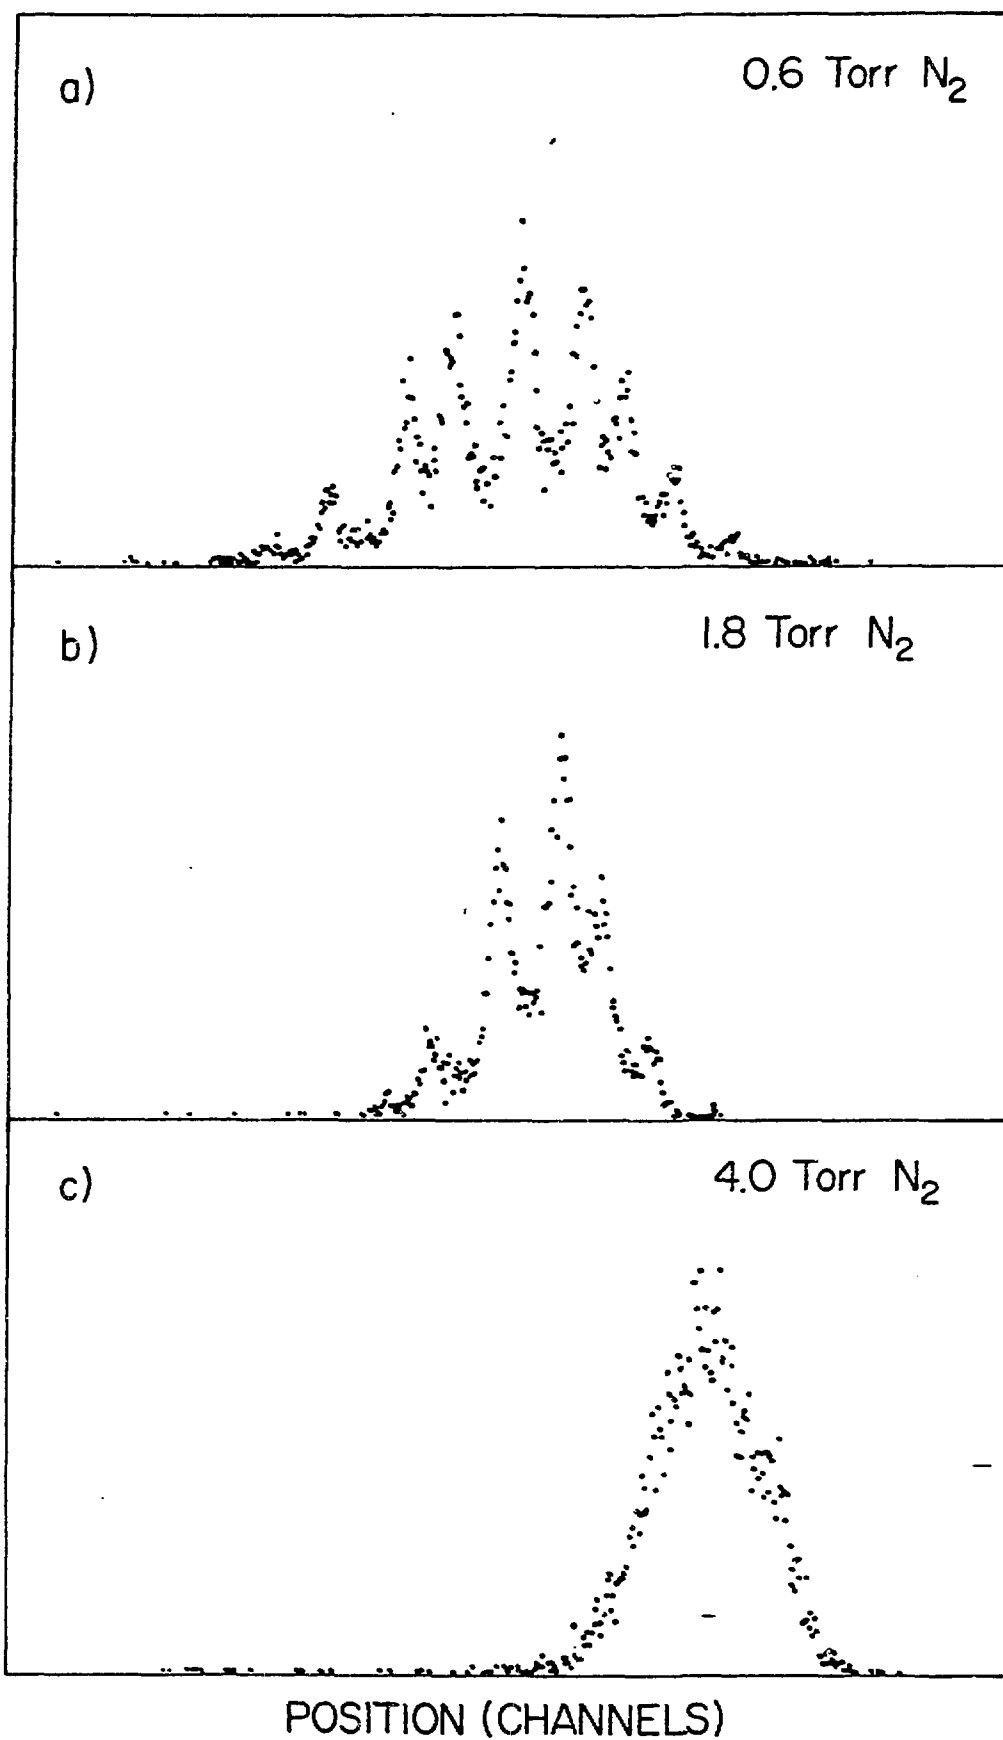 a)
0.6 Torr N₂
b)
1.8 Torr N₂
c)
4.0 Torr N₂
POSITION (CHANNELS)